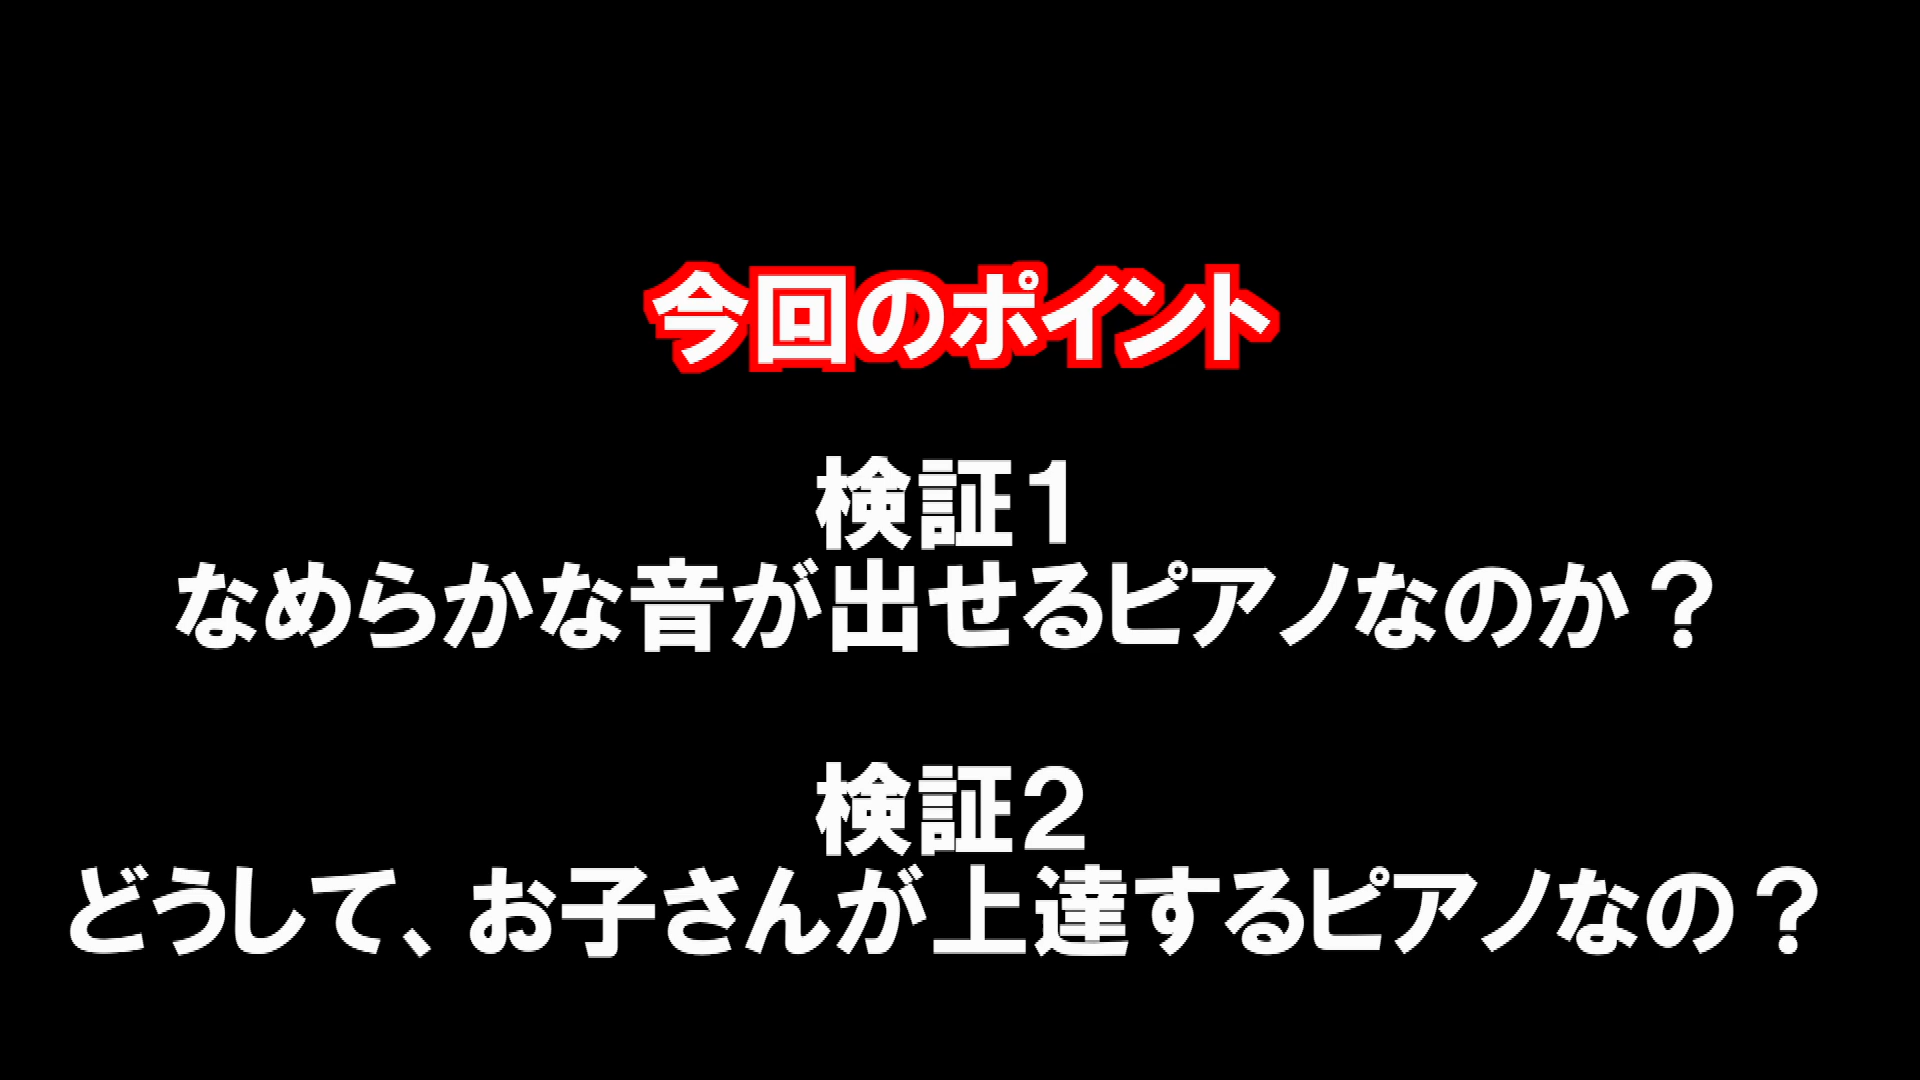 今回のポイント
検証1
なめらかな音が出せるピアノなのか？
検証2
どうして、お子さんが上達するピアノなの？